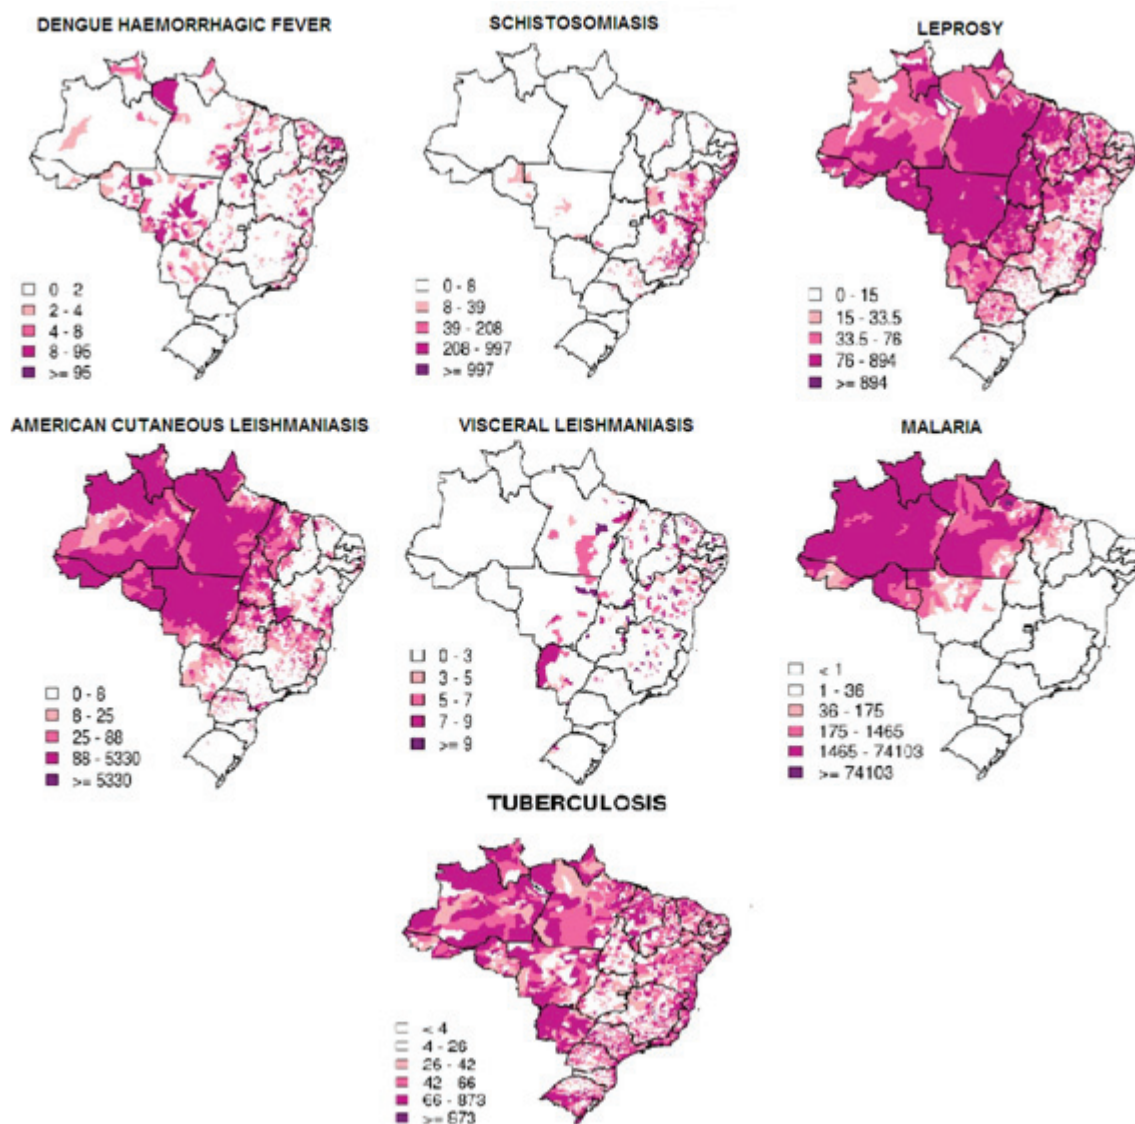 DENGUE HAEMORRHAGIC FEVER
0 - 2
2 - 4
4 - 8
8 - 95
>= 95
SCHISTOSOMIASIS
0 - 8
8 - 39
39 - 208
208 - 997
>= 997
LEPROSY
0 - 15
15 - 33.5
33.5 - 76
76 - 894
>= 894
AMERICAN CUTANEOUS LEISHMANIASIS
0 - 8
8 - 25
25 - 88
88 - 5330
>= 5330
VISCERAL LEISHMANIASIS
0 - 3
3 - 5
5 - 7
7 - 9
>= 9
MALARIA
< 1
1 - 36
36 - 175
175 - 1465
1465 - 74103
>= 74103
TUBERCULOSIS
< 4
4 - 26
26 - 42
42 - 66
66 - 873
>= 873